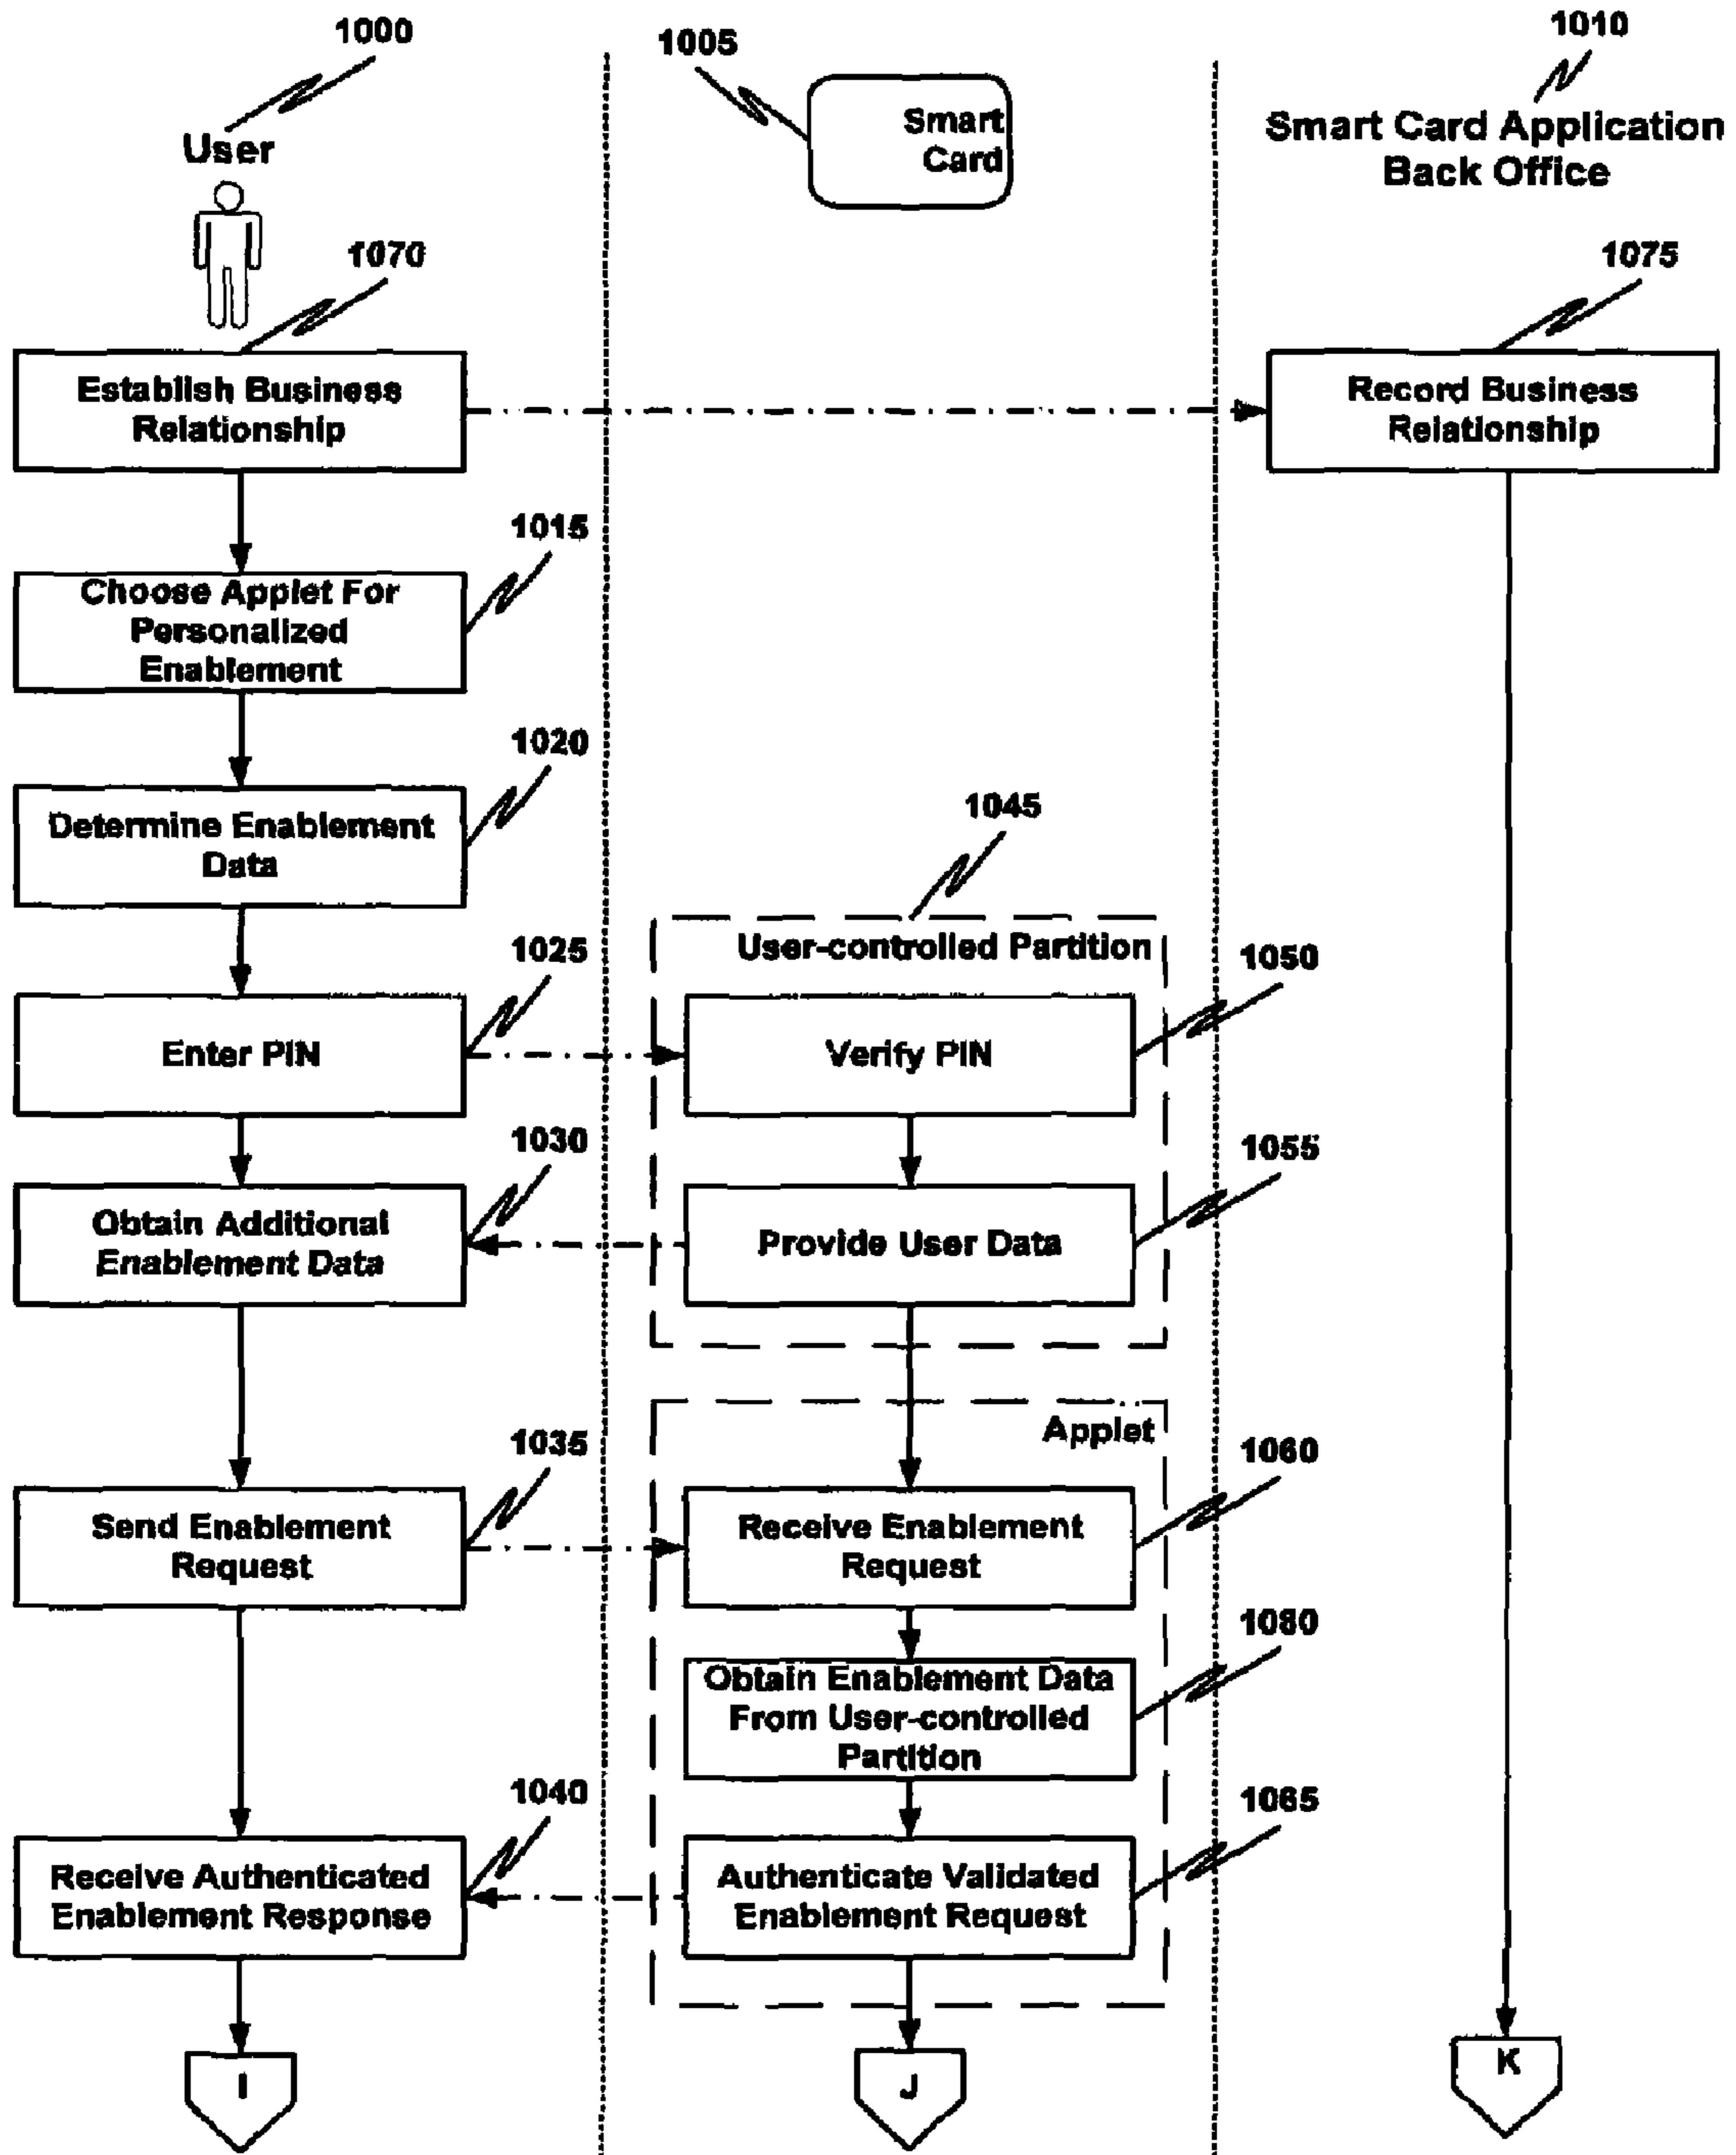 1000
1005
1010
User
Smart
Card
Smart Card Application
Back Office
1070
1075
Establish Business
Relationship
Record Business
Relationship
1015
Choose Applet For
Personalized
Enablement
1020
Determine Enablement
Data
1045
User-controlled Partition
1025
1050
Enter PIN
Verify PIN
1030
1055
Obtain Additional
Enablement Data
Provide User Data
Applet
1035
1060
Send Enablement
Request
Receive Enablement
Request
1080
Obtain Enablement Data
From User-controlled
Partition
1040
1065
Receive Authenticated
Enablement Response
Authenticate Validated
Enablement Request
I
J
K